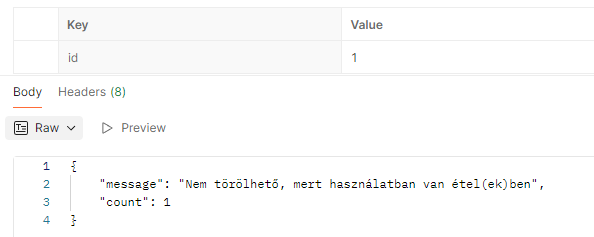 Key Value
id 1
Body Headers (8)
Raw Preview
1 {
2 "message": "Nem törölhető, mert használatban van étel(ek)ben",
3 "count": 1
4 }